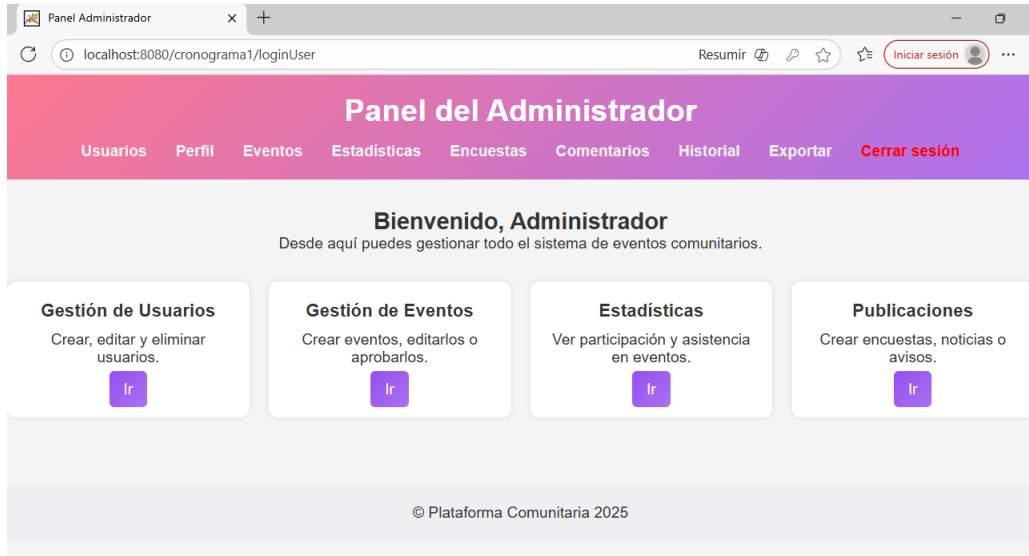 Panel Administrador
localhost:8080/cronograma1/loginUser
Resumir
Iniciar sesión
Panel del Administrador
Usuarios Perfil Eventos Estadísticas Encuestas Comentarios Historial Exportar Cerrar sesión
Bienvenido, Administrador
Desde aquí puedes gestionar todo el sistema de eventos comunitarios.
Gestión de Usuarios
Crear, editar y eliminar
usuarios.
Ir
Gestión de Eventos
Crear eventos, editarlos o
aprobarlos.
Ir
Estadísticas
Ver participación y asistencia
en eventos.
Ir
Publicaciones
Crear encuestas, noticias o
avisos.
Ir
© Plataforma Comunitaria 2025